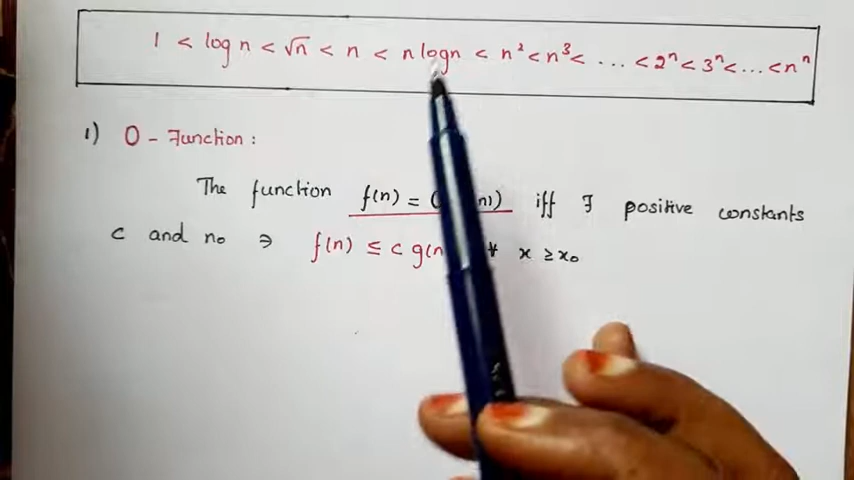 1 < log n < √n < n < n log n < n² < n³ < ... < 2ⁿ < 3ⁿ < ... < nⁿ
1) O - Function :
The function f(n) = (n) iff ∃ positive constants
c and n₀ ∋ f(n) ≤ c g(n ∀ x ≥ x₀